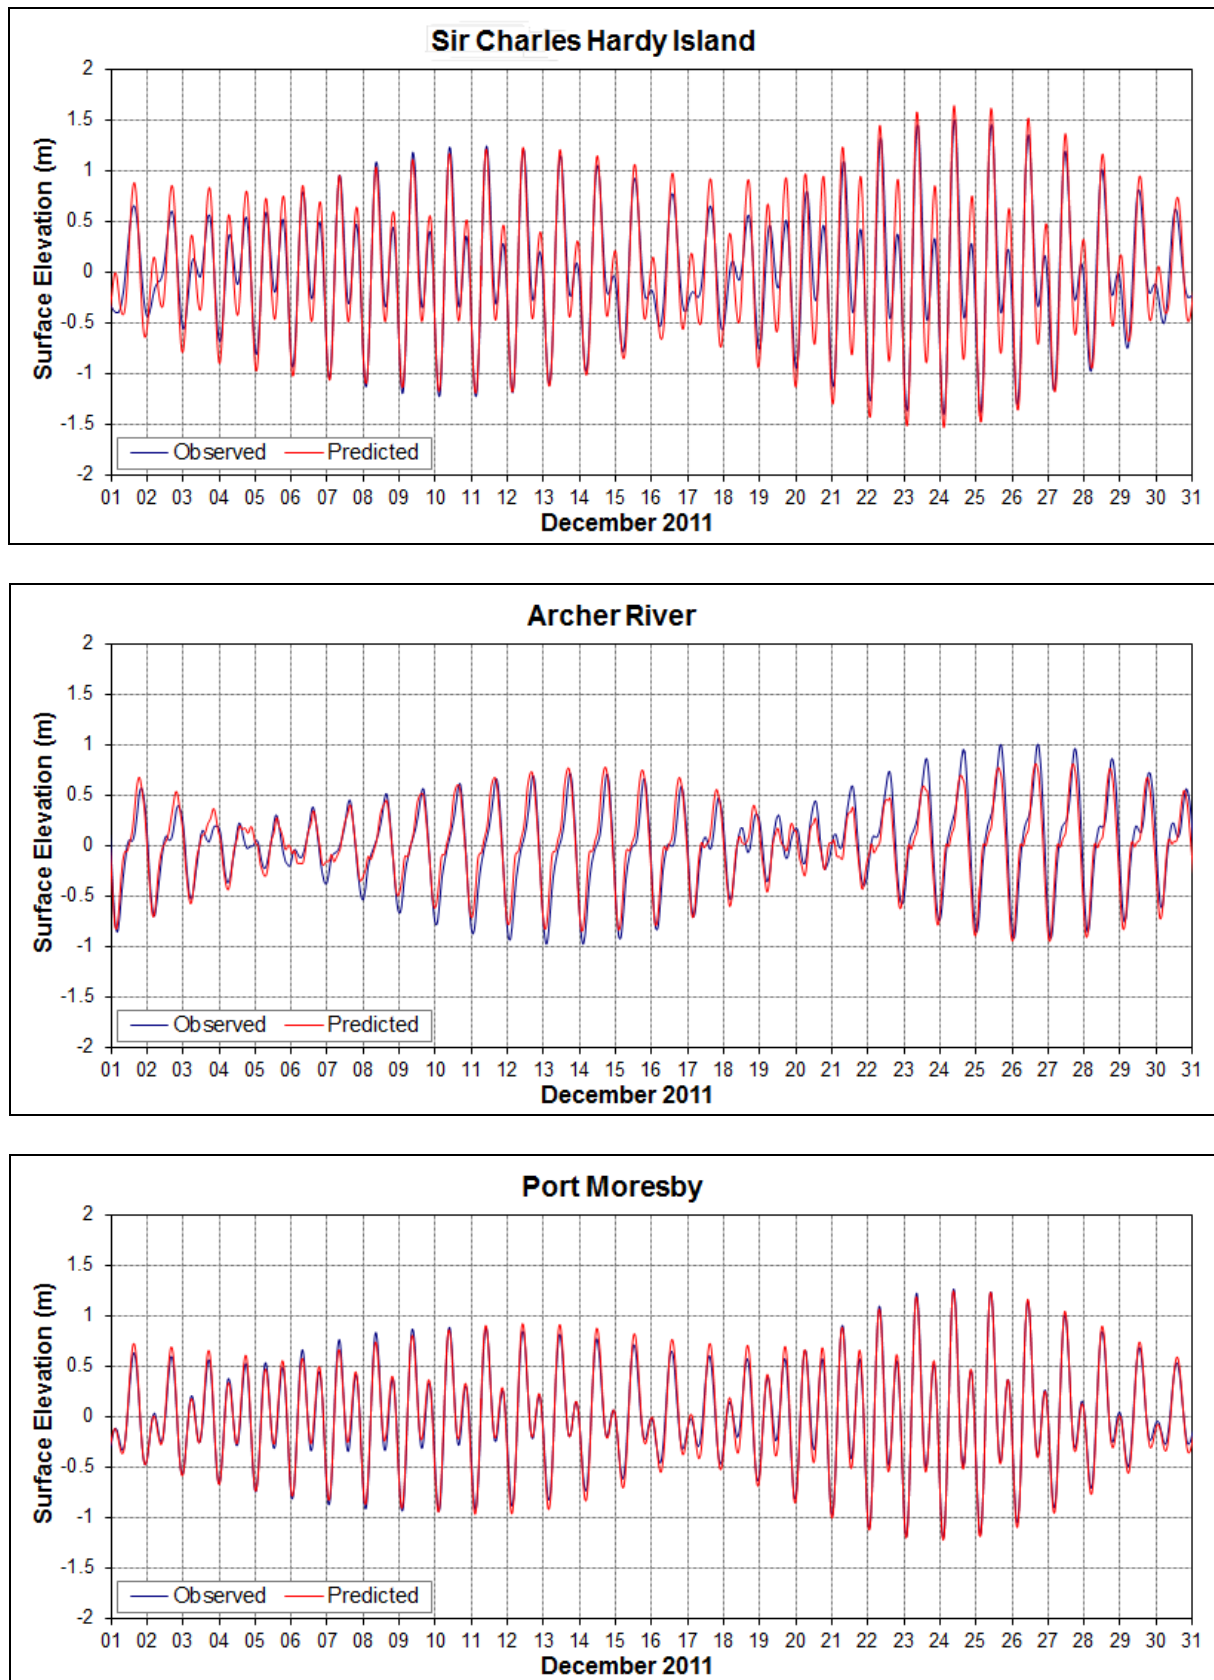 Sir Charles Hardy Island
2
1.5
1
0.5
0
-0.5
-1
-1.5
-2
Surface Elevation (m)
Observed Predicted
01 02 03 04 05 06 07 08 09 10 11 12 13 14 15 16 17 18 19 20 21 22 23 24 25 26 27 28 29 30 31
December 2011
Archer River
2
1.5
1
0.5
0
-0.5
-1
-1.5
-2
Surface Elevation (m)
Observed Predicted
01 02 03 04 05 06 07 08 09 10 11 12 13 14 15 16 17 18 19 20 21 22 23 24 25 26 27 28 29 30 31
December 2011
Port Moresby
2
1.5
1
0.5
0
-0.5
-1
-1.5
-2
Surface Elevation (m)
Observed Predicted
01 02 03 04 05 06 07 08 09 10 11 12 13 14 15 16 17 18 19 20 21 22 23 24 25 26 27 28 29 30 31
December 2011